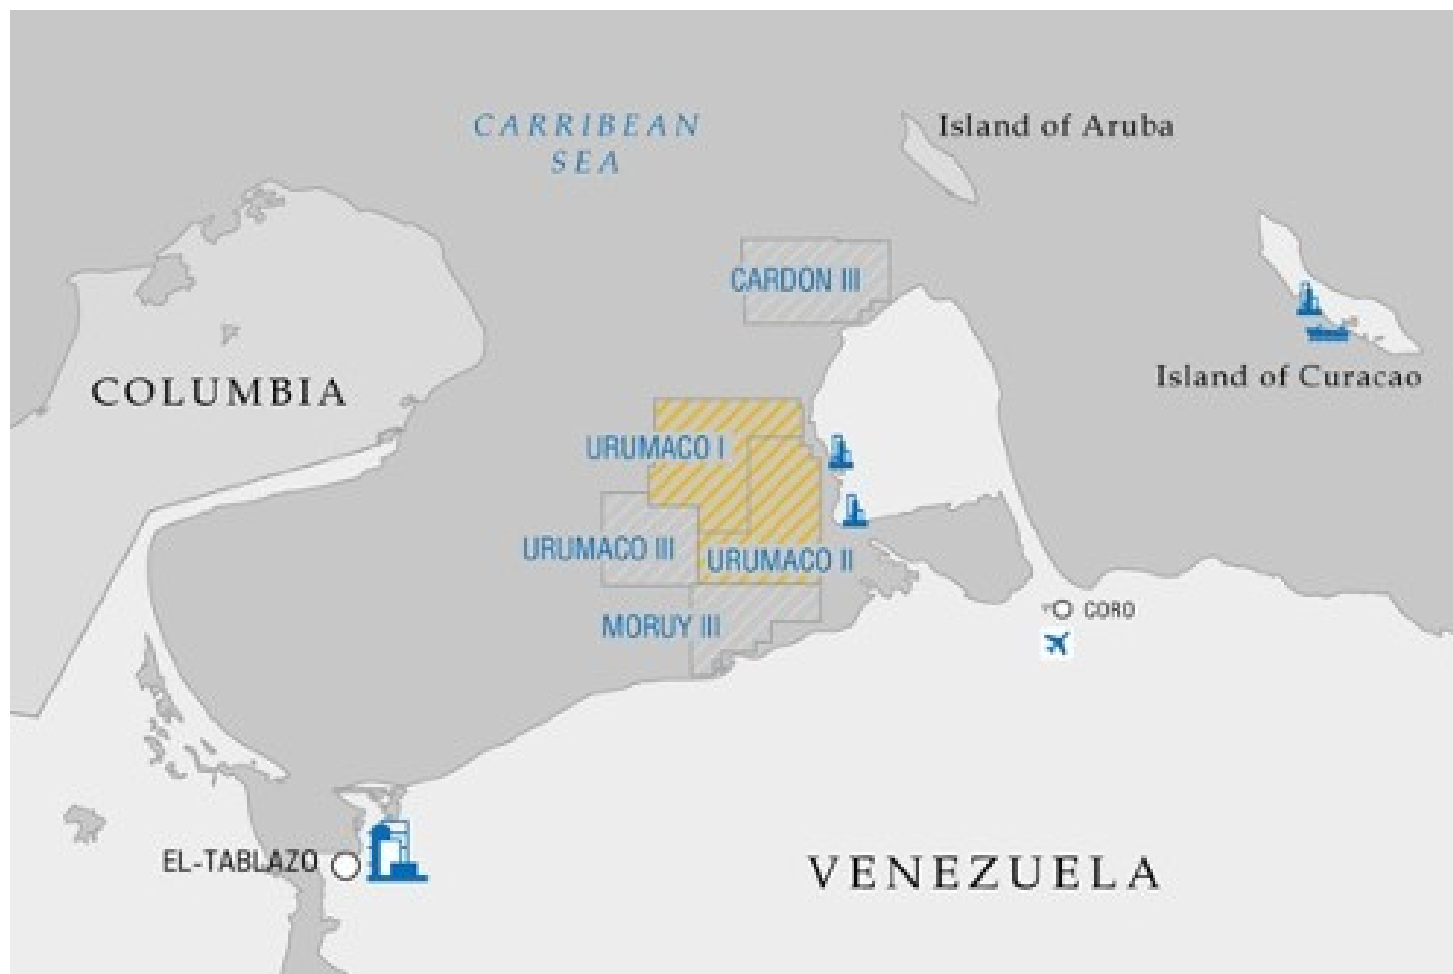 CARRIBEAN
SEA
Island of Aruba
CARDON III
Island of Curacao
COLUMBIA
URUMACO I
URUMACO III
URUMACO II
MORUY III
CORO
EL-TABLAZO
VENEZUELA